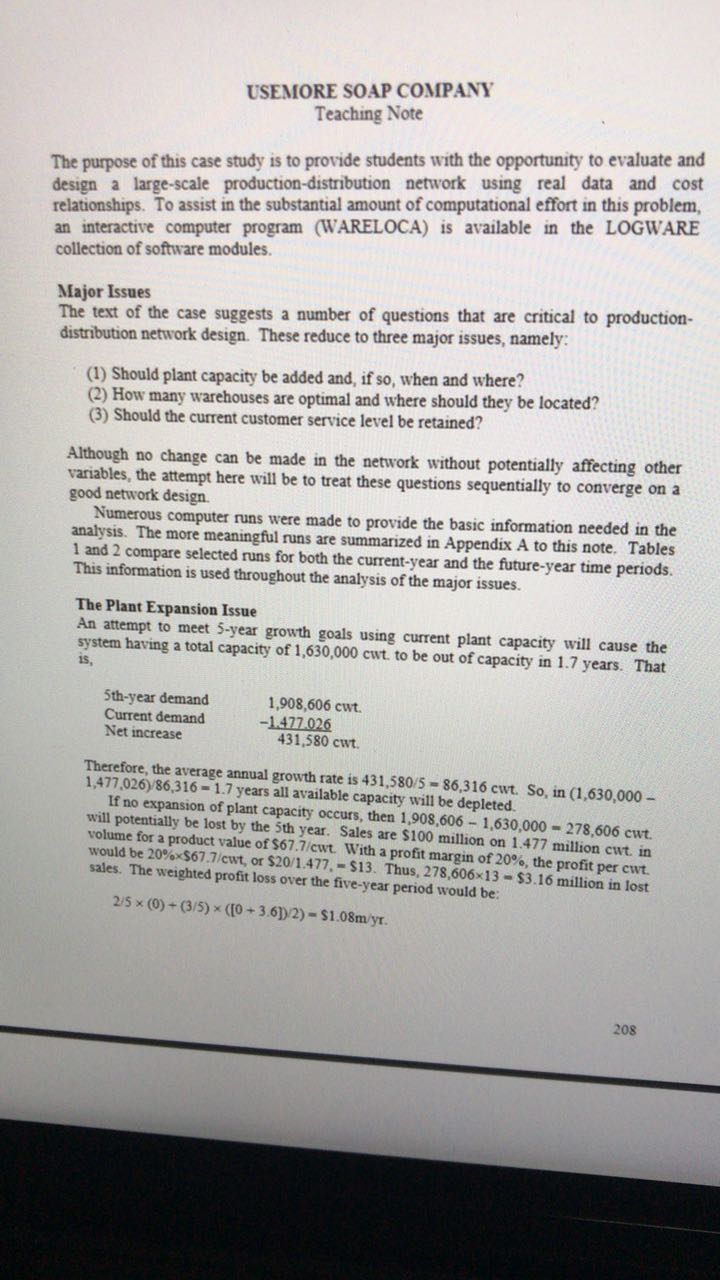 USEMORE SOAP COMPANY
Teaching Note
The purpose of this case study is to provide students with the opportunity to evaluate and
design a large-scale production-distribution network using real data and cost
relationships. To assist in the substantial amount of computational effort in this problem,
an interactive computer program (WARELOCA) is available in the LOGWARE
collection of software modules.
Major Issues
The text of the case suggests a number of questions that are critical to production-
distribution network design. These reduce to three major issues, namely:
(1) Should plant capacity be added and, if so, when and where?
(2) How many warehouses are optimal and where should they be located?
(3) Should the current customer service level be retained?
Although no change can be made in the network without potentially affecting other
variables, the attempt here will be to treat these questions sequentially to converge on a
good network design.
Numerous computer runs were made to provide the basic information needed in the
analysis. The more meaningful runs are summarized in Appendix A to this note. Tables
1 and 2 compare selected runs for both the current-year and the future-year time periods.
This information is used throughout the analysis of the major issues.
The Plant Expansion Issue
An attempt to meet 5-year growth goals using current plant capacity will cause the
system having a total capacity of 1,630,000 cwt. to be out of capacity in 1.7 years. That
is,
5th-year demand 1,908,606 cwt.
Current demand −1,477,026
Net increase 431,580 cwt.
Therefore, the average annual growth rate is 431,580/5 = 86,316 cwt. So, in (1,630,000 −
1,477,026)/86,316 = 1.7 years all available capacity will be depleted.
If no expansion of plant capacity occurs, then 1,908,606 − 1,630,000 = 278,606 cwt.
will potentially be lost by the 5th year. Sales are $100 million on 1.477 million cwt. in
volume for a product value of $67.7/cwt. With a profit margin of 20%, the profit per cwt.
would be 20%×$67.7/cwt, or $20/1.477, = $13. Thus, 278,606×13 = $3.16 million in lost
sales. The weighted profit loss over the five-year period would be:
2/5 × (0) + (3/5) × ([0 + 3.6])/2) = $1.08m/yr.
208